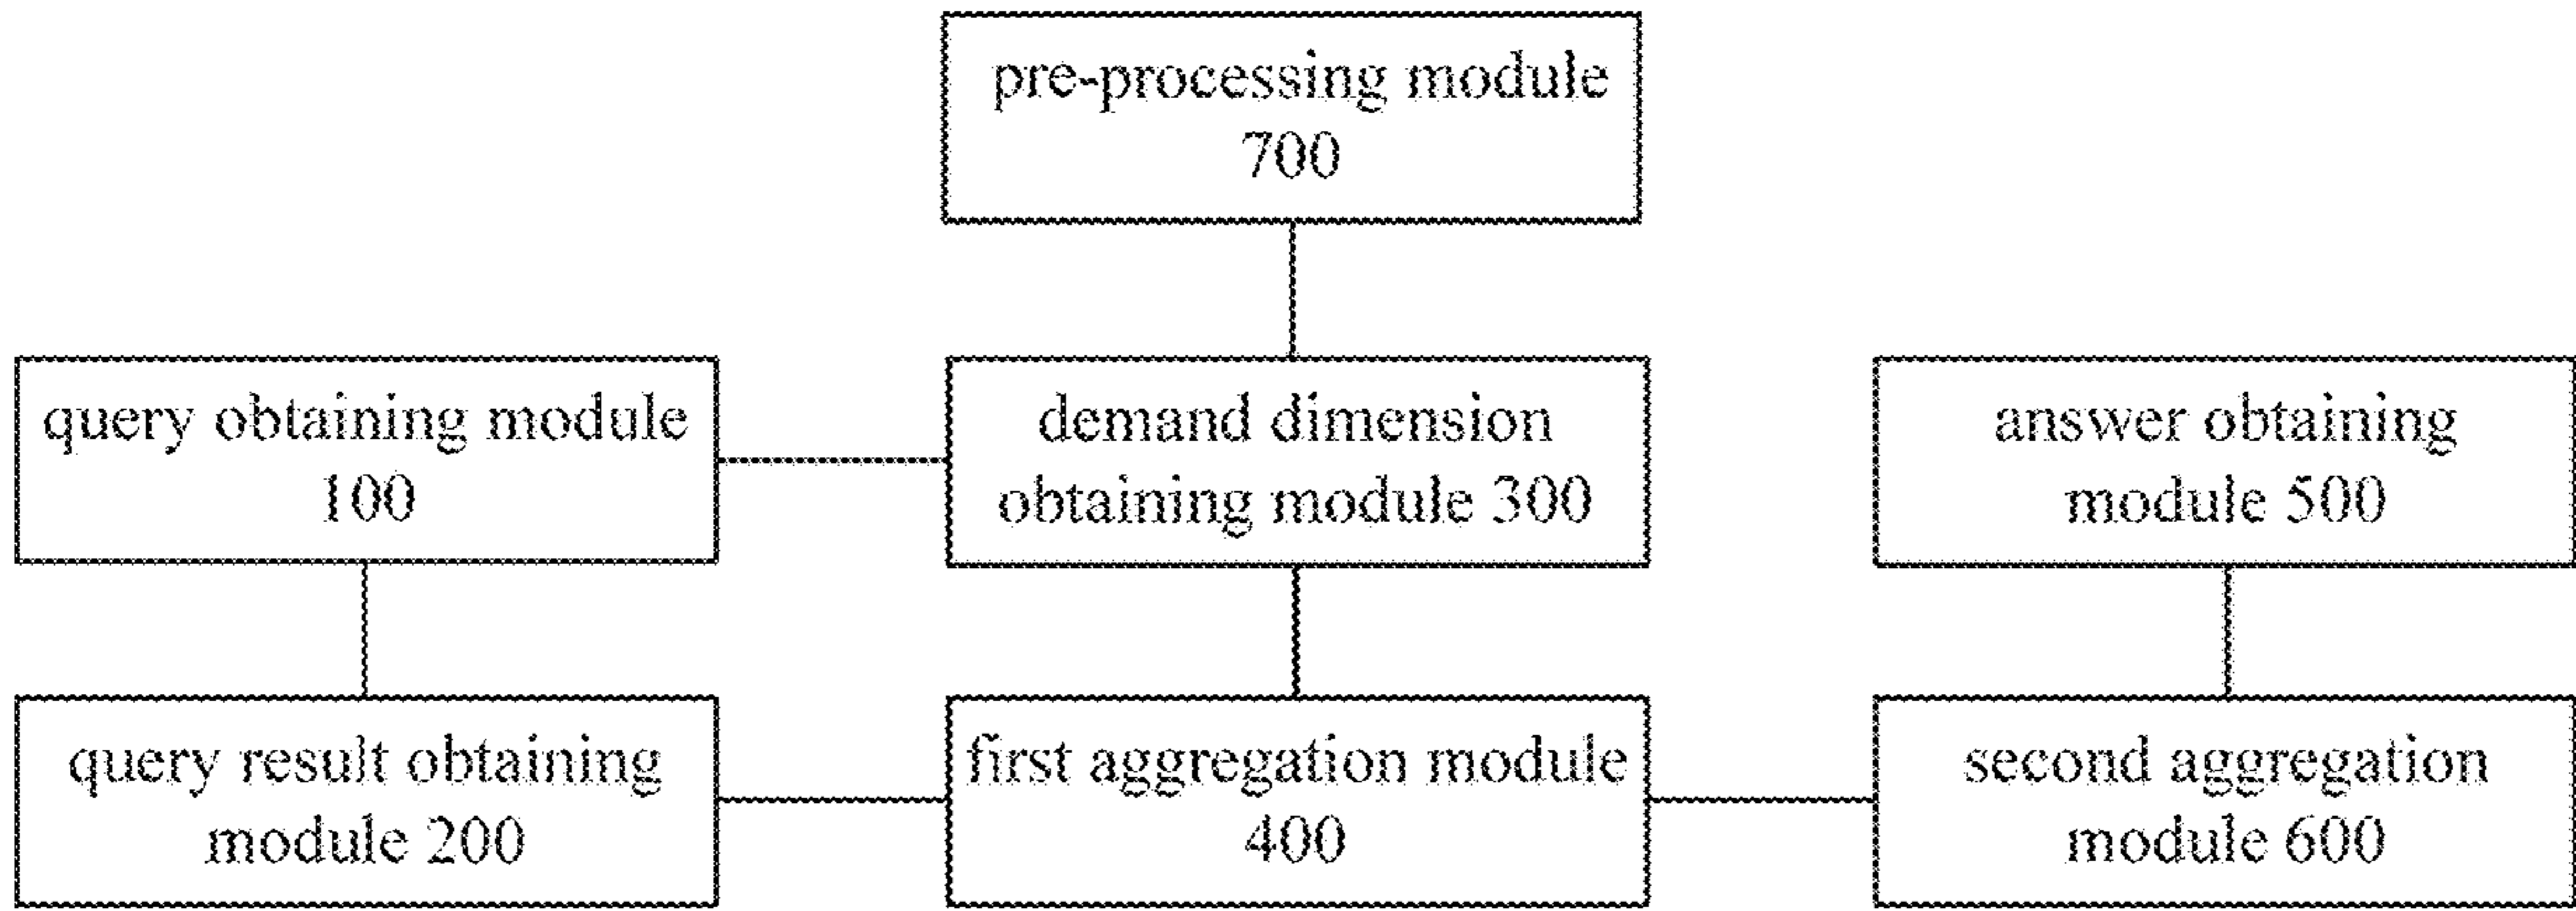 pre-processing module
700
query obtaining module
100
demand dimension
obtaining module 300
answer obtaining
module 500
query result obtaining
module 200
first aggregation module
400
second aggregation
module 600